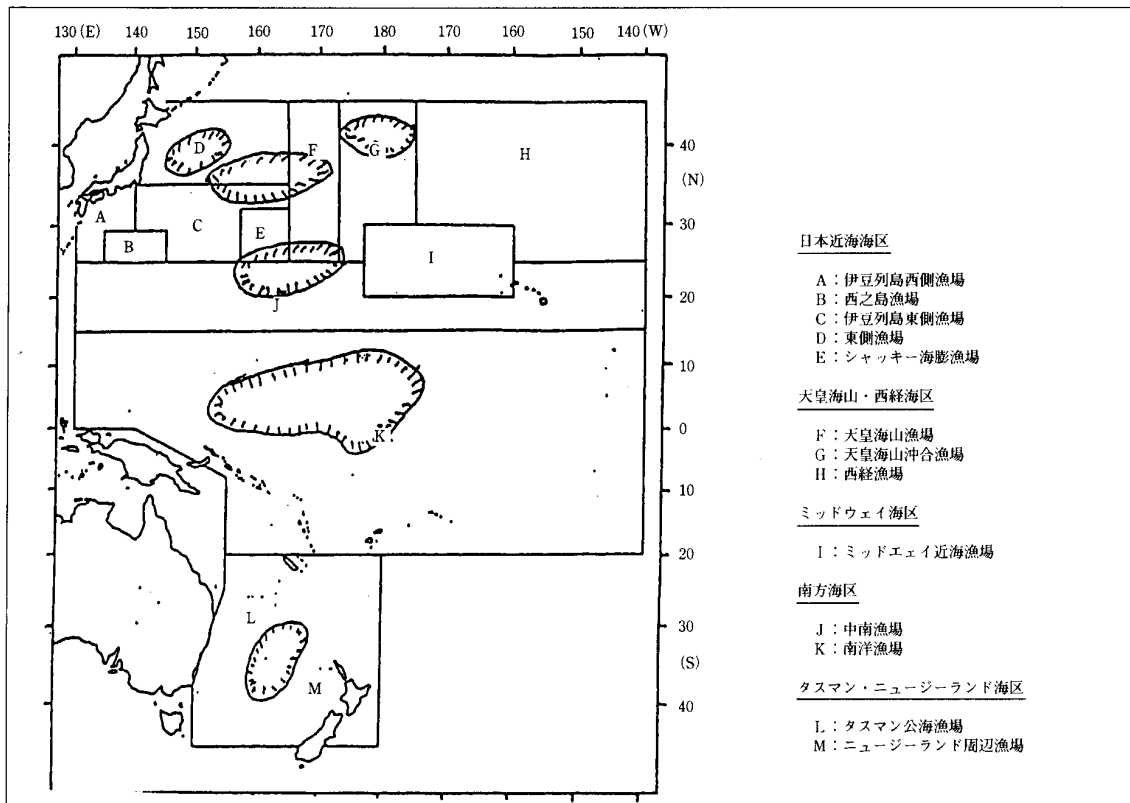 130 (E) 140 150 160 170 180 170 160 150 140 (W)
D
F
G
H
40
(N)
A
B
C
E
30
I
20
J
10
K
0
10
20
L
30
(S)
M
40
日本近海海区
A：伊豆列島西側漁場
B：西之島漁場
C：伊豆列島東側漁場
D：東側漁場
E：シャッキー海膨漁場
天皇海山・西経海区
F：天皇海山漁場
G：天皇海山沖合漁場
H：西経漁場
ミッドウェイ海区
I：ミッドエェイ近海漁場
南方海区
J：中南漁場
K：南洋漁場
タスマン・ニュージーランド海区
L：タスマン公海漁場
M：ニュージーランド周辺漁場